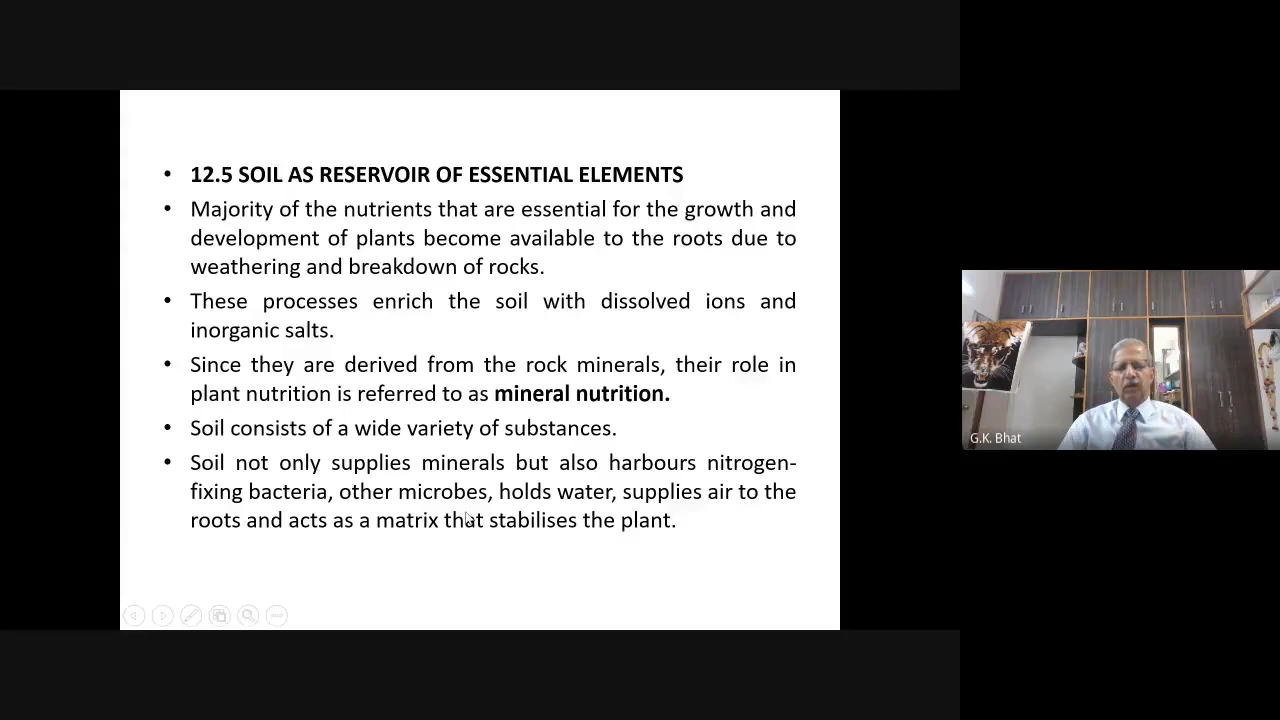 • 12.5 SOIL AS RESERVOIR OF ESSENTIAL ELEMENTS
• Majority of the nutrients that are essential for the growth and
development of plants become available to the roots due to
weathering and breakdown of rocks.
• These processes enrich the soil with dissolved ions and
inorganic salts.
• Since they are derived from the rock minerals, their role in
plant nutrition is referred to as mineral nutrition.
• Soil consists of a wide variety of substances.
• Soil not only supplies minerals but also harbours nitrogen-
fixing bacteria, other microbes, holds water, supplies air to the
roots and acts as a matrix that stabilises the plant.
G.K. Bhat